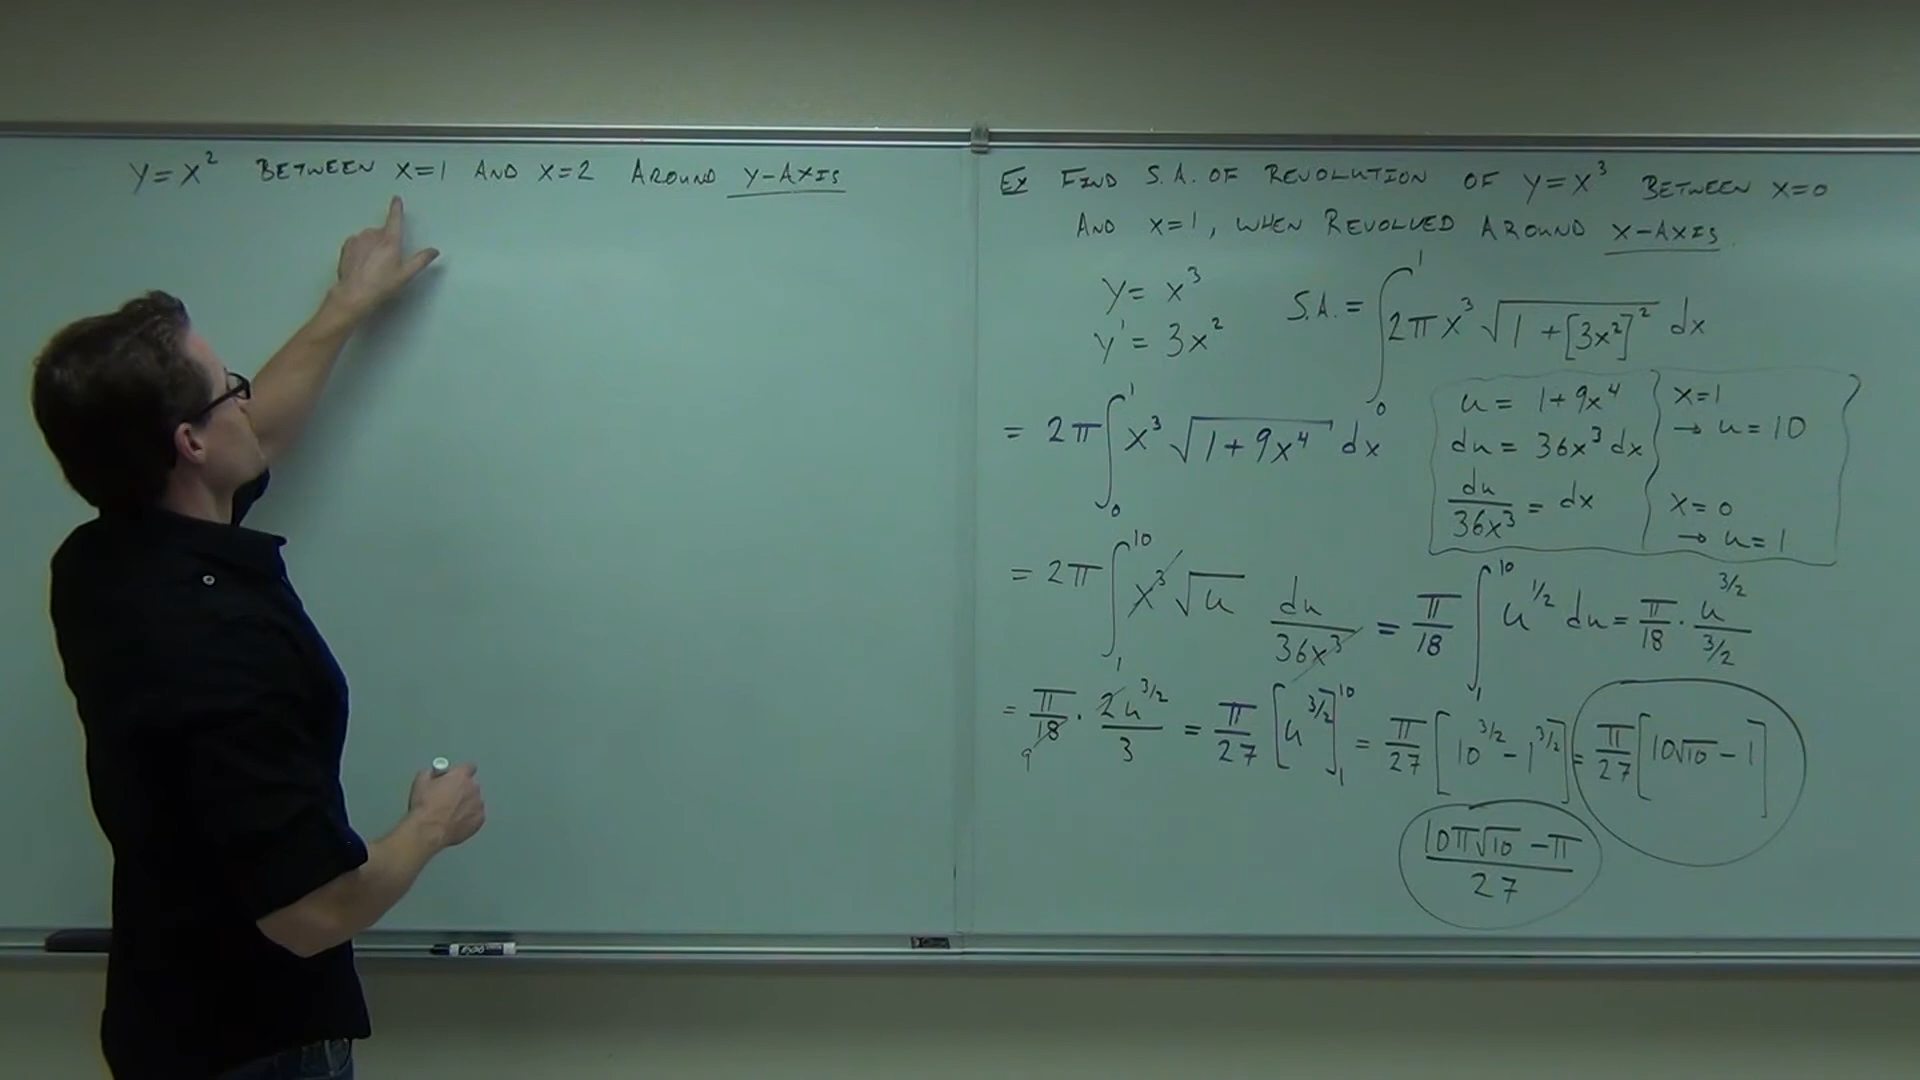 y = x² BETWEEN x=1 AND x=2 AROUND y-AXIS
Ex FIND S.A. OF REVOLUTION OF y=x³ BETWEEN x=0
AND x=1, WHEN REVOLVED AROUND x-AXIS.
y = x³
y' = 3x²
S.A. = ∫₀¹ 2πx³ √(1+[3x²]²) dx
= 2π ∫₀¹ x³ √(1+9x⁴) dx
u = 1+9x⁴
du = 36x³ dx
du/36x³ = dx
x=1
→ u=10
x=0
→ u=1
= 2π ∫₁¹⁰ x³ √u du/36x³ = π/18 ∫₁¹⁰ u^1/2 du = π/18 · u^3/2 / 3/2
= π/18 9 · 2u^3/2 / 3 = π/27 [u^3/2]₁¹⁰ = π/27 [10^3/2 - 1^3/2] = π/27 [10√10 - 1]
10π√10 - π / 27
EXPO